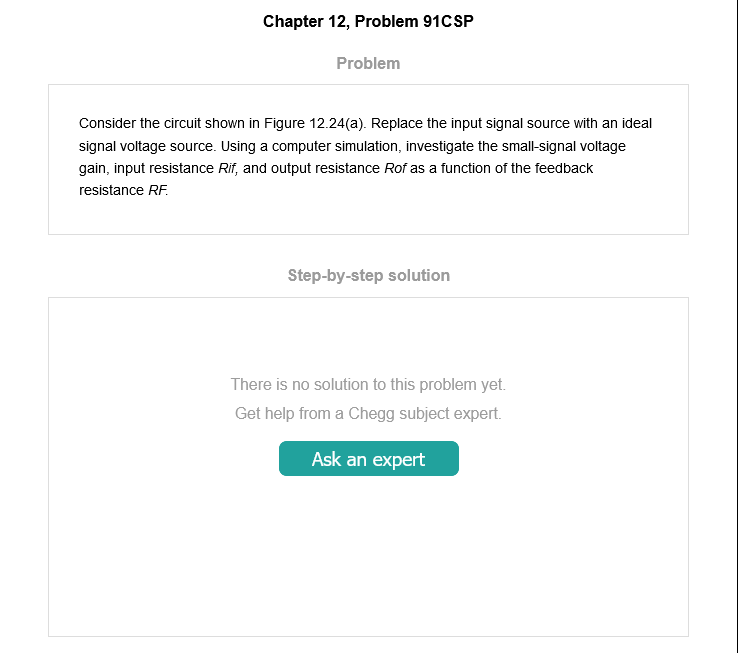 Chapter 12, Problem 91CSP
Problem
Consider the circuit shown in Figure 12.24(a). Replace the input signal source with an ideal
signal voltage source. Using a computer simulation, investigate the small-signal voltage
gain, input resistance Rif, and output resistance Rof as a function of the feedback
resistance RF.
Step-by-step solution
There is no solution to this problem yet.
Get help from a Chegg subject expert.
Ask an expert